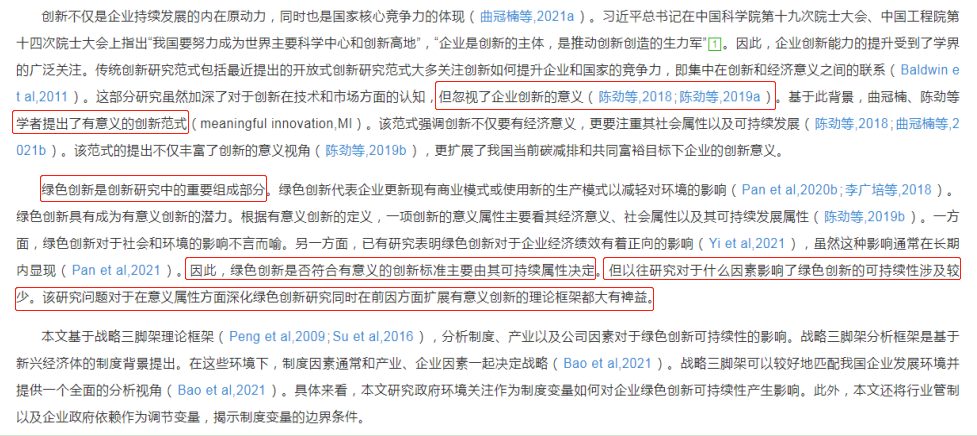 创新不仅是企业持续发展的内在原动力，同时也是国家核心竞争力的体现（曲冠楠等,2021a）。习近平总书记在中国科学院第十九次院士大会、中国工程院第
十四次院士大会上指出“我国要努力成为世界主要科学中心和创新高地”，“企业是创新的主体，是推动创新创造的生力军”[1]。因此，企业创新能力的提升受到了学界
的广泛关注。传统创新研究范式包括最近提出的开放式创新研究范式大多关注创新如何提升企业和国家的竞争力，即集中在创新和经济意义之间的联系（Baldwin e
t al,2011）。这部分研究虽然加深了对于创新在技术和市场方面的认知，但忽视了企业创新的意义（陈劲等,2018;陈劲等,2019a）。基于此背景，曲冠楠、陈劲等
学者提出了有意义的创新范式（meaningful innovation,MI）。该范式强调创新不仅要有经济意义，更要注重其社会属性以及可持续发展（陈劲等,2018;曲冠楠等,2
021b）。该范式的提出不仅丰富了创新的意义视角（陈劲等,2019b），更扩展了我国当前碳减排和共同富裕目标下企业的创新意义。
绿色创新是创新研究中的重要组成部分。绿色创新代表企业更新现有商业模式或使用新的生产模式以减轻对环境的影响（Pan et al,2020b;李广培等,2018）。
绿色创新具有成为有意义创新的潜力。根据有意义创新的定义，一项创新的意义属性主要看其经济意义、社会属性以及其可持续发展属性（陈劲等,2019b）。一方
面，绿色创新对于社会和环境的影响不言而喻。另一方面，已有研究表明绿色创新对于企业经济绩效有着正向的影响（Yi et al,2021），虽然这种影响通常在长期
内显现（Pan et al,2021）。因此，绿色创新是否符合有意义的创新标准主要由其可持续属性决定。但以往研究对于什么因素影响了绿色创新的可持续性涉及较
少。该研究问题对于在意义属性方面深化绿色创新研究同时在前因方面扩展有意义创新的理论框架都大有裨益。
本文基于战略三脚架理论框架（Peng et al,2009;Su et al,2016），分析制度、产业以及公司因素对于绿色创新可持续性的影响。战略三脚架分析框架是基于
新兴经济体的制度背景提出。在这些环境下，制度因素通常和产业、企业因素一起决定战略（Bao et al,2021）。战略三脚架可以较好地匹配我国企业发展环境并
提供一个全面的分析视角（Bao et al,2021）。具体来看，本文研究政府环境关注作为制度变量如何对企业绿色创新可持续性产生影响。此外，本文还将行业管制
以及企业政府依赖作为调节变量，揭示制度变量的边界条件。